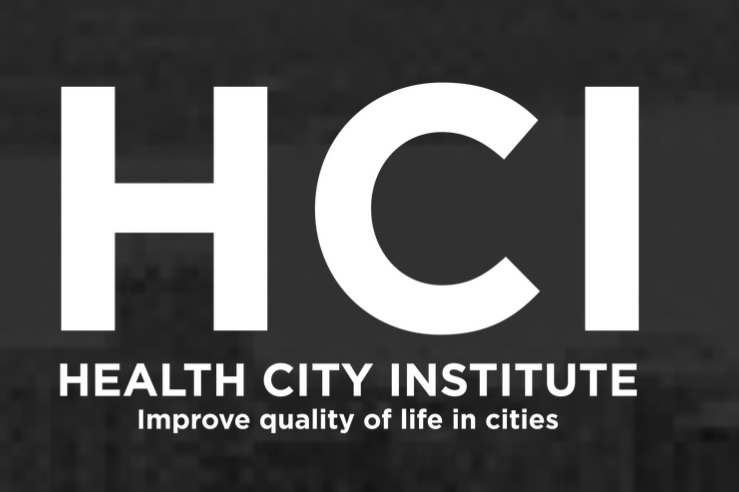 HCI
HEALTH CITY INSTITUTE
Improve quality of life in cities